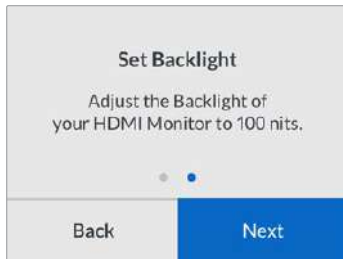 Set Backlight
Adjust the Backlight of
your HDMI Monitor to 100 nits.
Back
Next